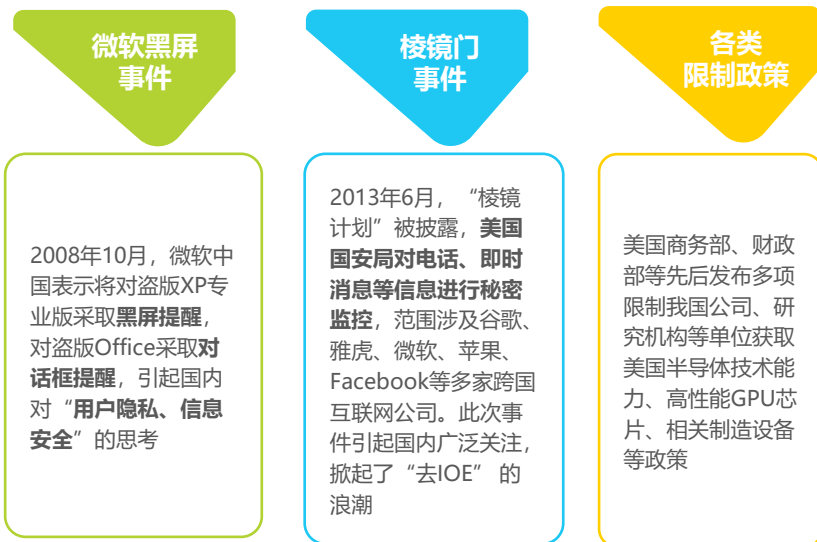 微软黑屏
事件
2008年10月，微软中
国表示将对盗版XP专
业版采取黑屏提醒，
对盗版Office采取对
话框提醒，引起国内
对“用户隐私、信息
安全”的思考
棱镜门
事件
2013年6月，“棱镜
计划”被披露，美国
国安局对电话、即时
消息等信息进行秘密
监控，范围涉及谷歌、
雅虎、微软、苹果、
Facebook等多家跨国
互联网公司。此次事
件引起国内广泛关注，
掀起了“去IOE” 的
浪潮
各类
限制政策
美国商务部、财政
部等先后发布多项
限制我国公司、研
究机构等单位获取
美国半导体技术能
力、高性能GPU芯
片、相关制造设备
等政策